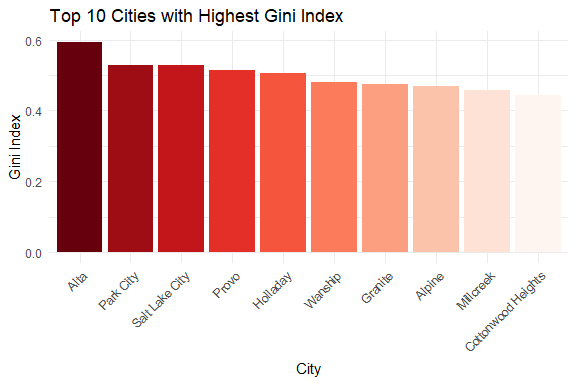 Top 10 Cities with Highest Gini Index
Gini Index
0.6
0.4
0.2
0.0
Alta
Park City
Salt Lake City
Provo
Holladay
Wanship
Granite
Alpine
Millcreek
Cottonwood Heights
City